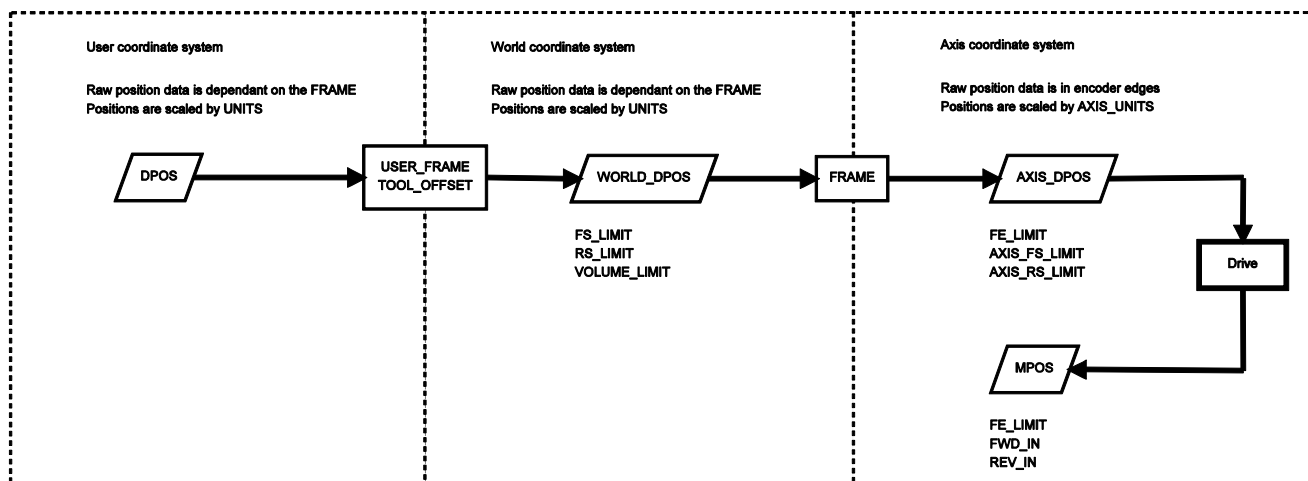 User coordinate system
Raw position data is dependant on the FRAME
Positions are scaled by UNITS
World coordinate system
Raw position data is dependant on the FRAME
Positions are scaled by UNITS
Axis coordinate system
Raw position data is in encoder edges
Positions are scaled by AXIS_UNITS
DPOS
USER_FRAME
TOOL_OFFSET
WORLD_DPOS
FS_LIMIT
RS_LIMIT
VOLUME_LIMIT
FRAME
AXIS_DPOS
FE_LIMIT
AXIS_FS_LIMIT
AXIS_RS_LIMIT
Drive
MPOS
FE_LIMIT
FWD_IN
REV_IN